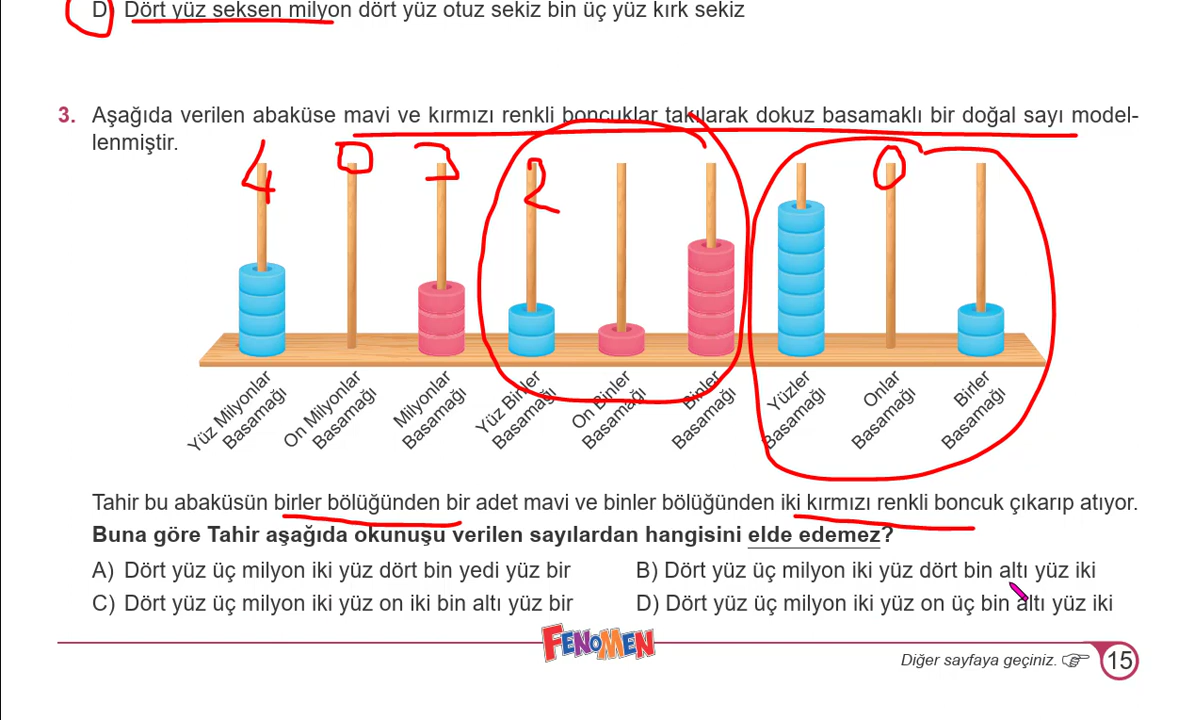 D) Dört yüz seksen milyon dört yüz otuz sekiz bin üç yüz kırk sekiz
3. Aşağıda verilen abaküse mavi ve kırmızı renkli boncuklar takılarak dokuz basamaklı bir doğal sayı model-
lenmiştir.
4 0 3 2 0
Yüz Milyonlar Basamağı
On Milyonlar Basamağı
Milyonlar Basamağı
Yüz Binler Basamağı
On Binler Basamağı
Binler Basamağı
Yüzler Basamağı
Onlar Basamağı
Birler Basamağı
Tahir bu abaküsün birler bölüğünden bir adet mavi ve binler bölüğünden iki kırmızı renkli boncuk çıkarıp atıyor.
Buna göre Tahir aşağıda okunuşu verilen sayılardan hangisini elde edemez?
A) Dört yüz üç milyon iki yüz dört bin yedi yüz bir
B) Dört yüz üç milyon iki yüz dört bin altı yüz iki
C) Dört yüz üç milyon iki yüz on iki bin altı yüz bir
D) Dört yüz üç milyon iki yüz on üç bin altı yüz iki
FENOMEN
Diğer sayfaya geçiniz.
15